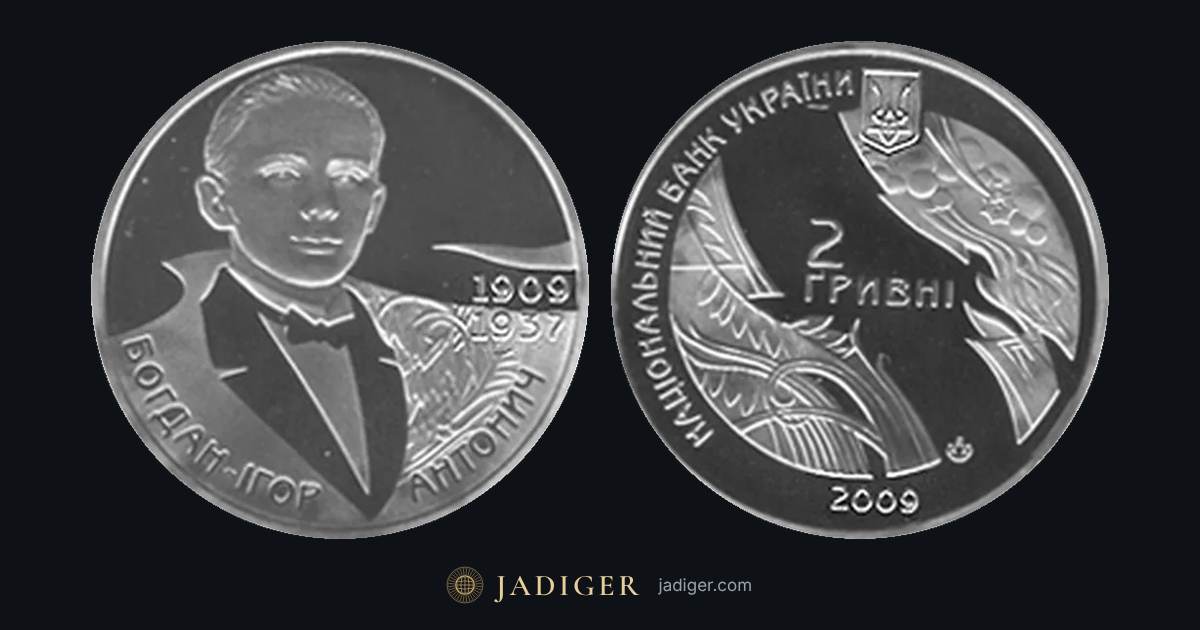 1909
1937
БОГДАН-ІГОР
АНТОНИЧ
НАЦІОНАЛЬНИЙ БАНК УКРАЇНИ
2
ГРИВНІ
2009
JADIGER jadiger.com